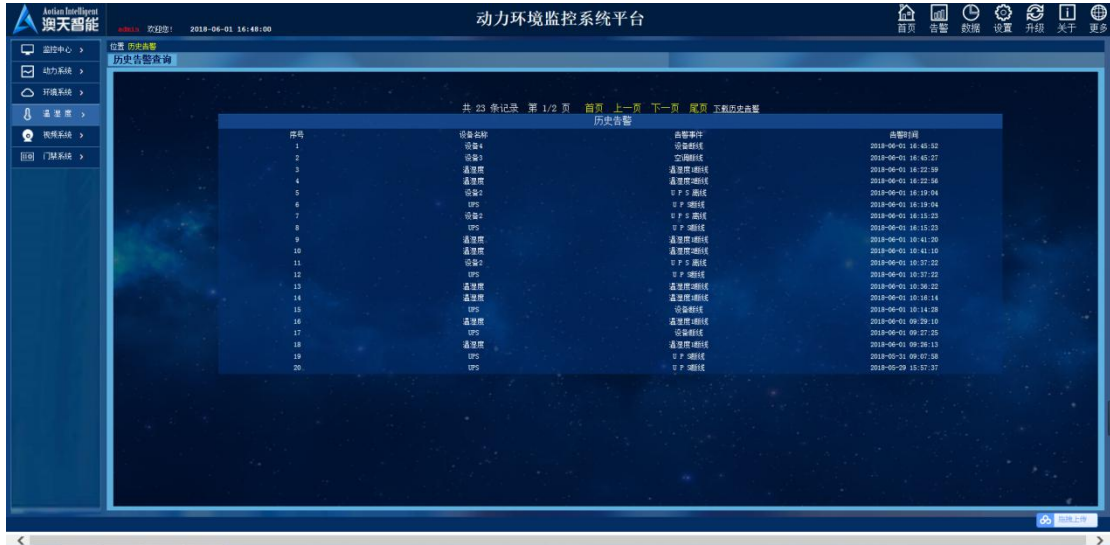 Aotian Intelligent
澳天智能
admin 欢迎您! 2018-06-01 16:48:00
动力环境监控系统平台
首页 告警 数据 设置 升级 关于 更多
监控中心 >
动力系统 >
环境系统 >
温湿度 >
视频系统 >
门禁系统 >
位置 历史告警
历史告警查询
共 23 条记录 第 1/2 页 首页 上一页 下一页 尾页 下载历史告警
历史告警
序号 设备名称 告警事件 告警时间
1 设备4 设备断线 2018-06-01 16:45:52
2 设备3 空调断线 2018-06-01 16:45:27
3 温湿度 温湿度1断线 2018-06-01 16:22:59
4 温湿度 温湿度2断线 2018-06-01 16:22:56
5 设备2 U P S 离线 2018-06-01 16:19:04
6 UPS U P S断线 2018-06-01 16:19:04
7 设备2 U P S 离线 2018-06-01 16:15:23
8 UPS U P S断线 2018-06-01 16:15:23
9 温湿度 温湿度1断线 2018-06-01 10:41:20
10 温湿度 温湿度2断线 2018-06-01 10:41:10
11 设备2 U P S 离线 2018-06-01 10:37:22
12 UPS U P S断线 2018-06-01 10:37:22
13 温湿度 温湿度2断线 2018-06-01 10:36:22
14 温湿度 温湿度1断线 2018-06-01 10:16:14
15 UPS 设备断线 2018-06-01 10:14:28
16 温湿度 温湿度1断线 2018-06-01 09:29:10
17 UPS 设备断线 2018-06-01 09:27:25
18 温湿度 温湿度1断线 2018-06-01 09:26:13
19 UPS U P S断线 2018-05-31 09:07:58
20 UPS U P S断线 2018-05-29 15:57:37
拖拽上传